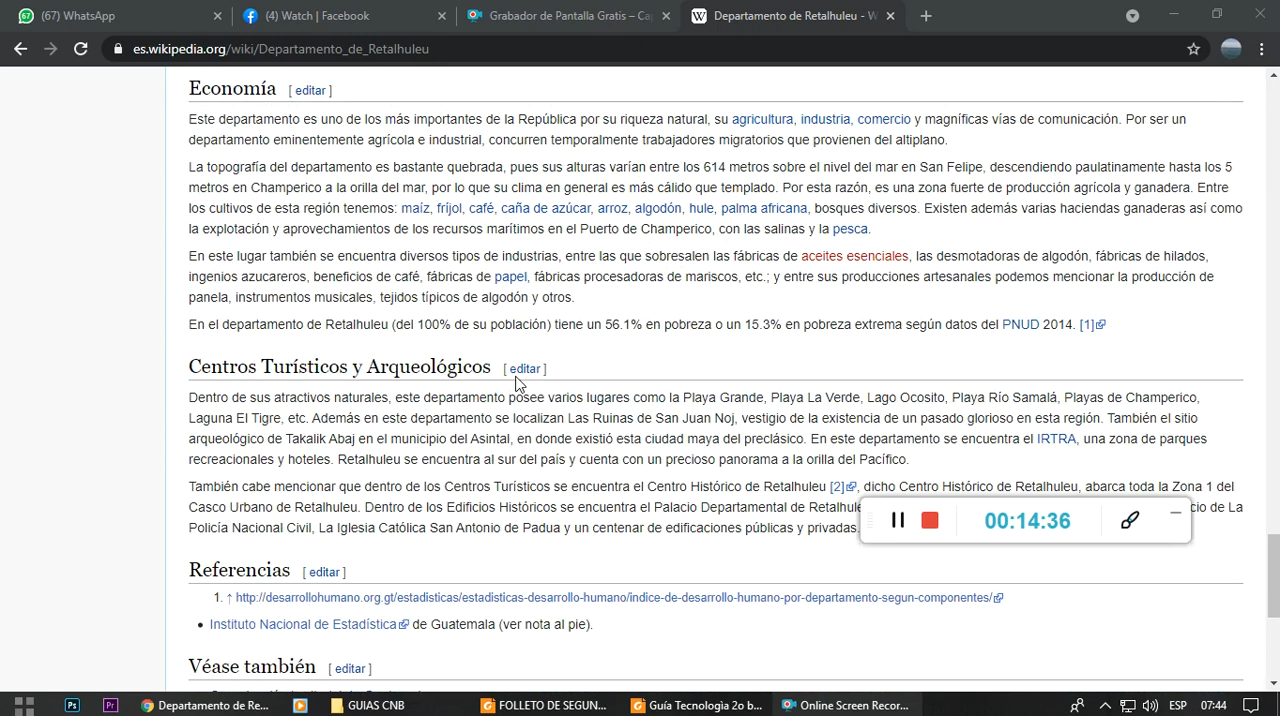 (67) WhatsApp
(4) Watch | Facebook
Grabador de Pantalla Gratis – Ca
Departamento de Retalhuleu - W
es.wikipedia.org/wiki/Departamento_de_Retalhuleu
Economía [ editar ]
Este departamento es uno de los más importantes de la República por su riqueza natural, su agricultura, industria, comercio y magníficas vías de comunicación. Por ser un
departamento eminentemente agrícola e industrial, concurren temporalmente trabajadores migratorios que provienen del altiplano.
La topografía del departamento es bastante quebrada, pues sus alturas varían entre los 614 metros sobre el nivel del mar en San Felipe, descendiendo paulatinamente hasta los 5
metros en Champerico a la orilla del mar, por lo que su clima en general es más cálido que templado. Por esta razón, es una zona fuerte de producción agrícola y ganadera. Entre
los cultivos de esta región tenemos: maíz, fríjol, café, caña de azúcar, arroz, algodón, hule, palma africana, bosques diversos. Existen además varias haciendas ganaderas así como
la explotación y aprovechamientos de los recursos marítimos en el Puerto de Champerico, con las salinas y la pesca.
En este lugar también se encuentra diversos tipos de industrias, entre las que sobresalen las fábricas de aceites esenciales, las desmotadoras de algodón, fábricas de hilados,
ingenios azucareros, beneficios de café, fábricas de papel, fábricas procesadoras de mariscos, etc.; y entre sus producciones artesanales podemos mencionar la producción de
panela, instrumentos musicales, tejidos típicos de algodón y otros.
En el departamento de Retalhuleu (del 100% de su población) tiene un 56.1% en pobreza o un 15.3% en pobreza extrema según datos del PNUD 2014. [1]
Centros Turísticos y Arqueológicos [ editar ]
Dentro de sus atractivos naturales, este departamento posee varios lugares como la Playa Grande, Playa La Verde, Lago Ocosito, Playa Río Samalá, Playas de Champerico,
Laguna El Tigre, etc. Además en este departamento se localizan Las Ruinas de San Juan Noj, vestigio de la existencia de un pasado glorioso en esta región. También el sitio
arqueológico de Takalik Abaj en el municipio del Asintal, en donde existió esta ciudad maya del preclásico. En este departamento se encuentra el IRTRA, una zona de parques
recreacionales y hoteles. Retalhuleu se encuentra al sur del país y cuenta con un precioso panorama a la orilla del Pacífico.
También cabe mencionar que dentro de los Centros Turísticos se encuentra el Centro Histórico de Retalhuleu [2], dicho Centro Histórico de Retalhuleu, abarca toda la Zona 1 del
Casco Urbano de Retalhuleu. Dentro de los Edificios Históricos se encuentra el Palacio Departamental de Retalhule cio de La
Policía Nacional Civil, La Iglesia Católica San Antonio de Padua y un centenar de edificaciones públicas y privadas.
00:14:36
Referencias [ editar ]
1. ↑ http://desarrollohumano.org.gt/estadisticas/estadisticas-desarrollo-humano/indice-de-desarrollo-humano-por-departamento-segun-componentes/
• Instituto Nacional de Estadística de Guatemala (ver nota al pie).
Véase también [ editar ]
Ps
Pr
Departamento de Re...
GUIAS CNB
FOLLETO DE SEGUN...
Guía Tecnologia 2o b...
Online Screen Recor...
ESP
07:44